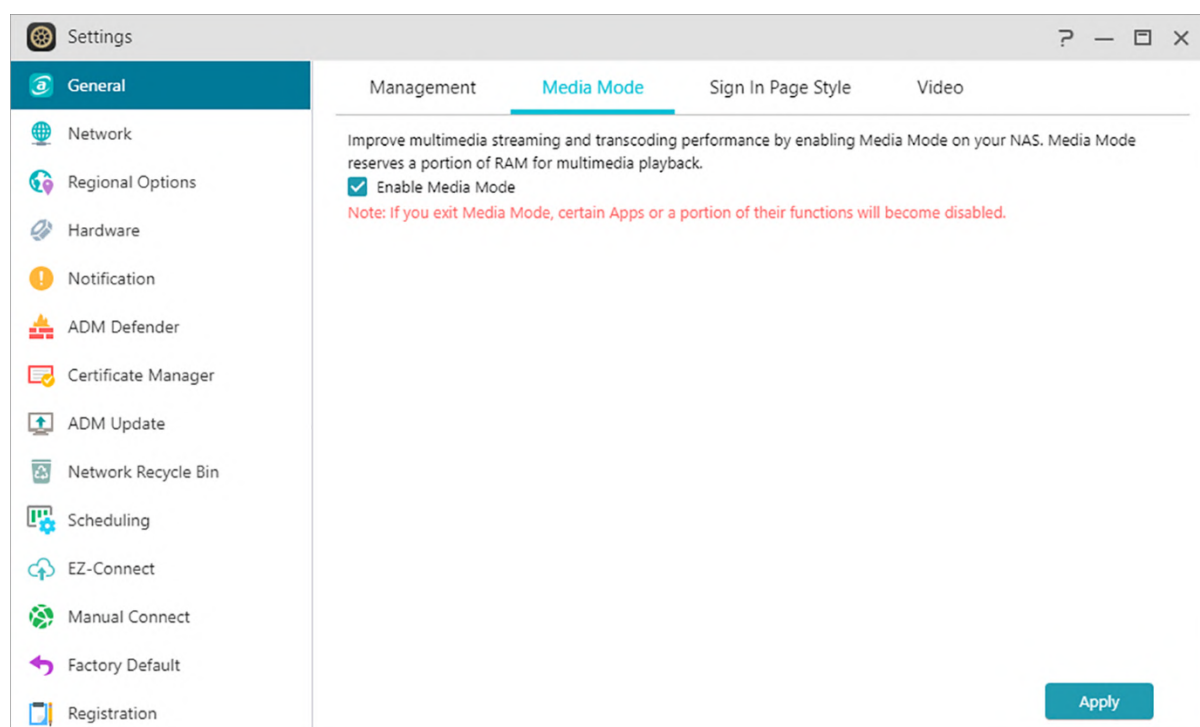 Settings
General
Network
Regional Options
Hardware
Notification
ADM Defender
Certificate Manager
ADM Update
Network Recycle Bin
Scheduling
EZ-Connect
Manual Connect
Factory Default
Registration
Management
Media Mode
Sign In Page Style
Video
Improve multimedia streaming and transcoding performance by enabling Media Mode on your NAS. Media Mode
reserves a portion of RAM for multimedia playback.
Enable Media Mode
Note: If you exit Media Mode, certain Apps or a portion of their functions will become disabled.
Apply